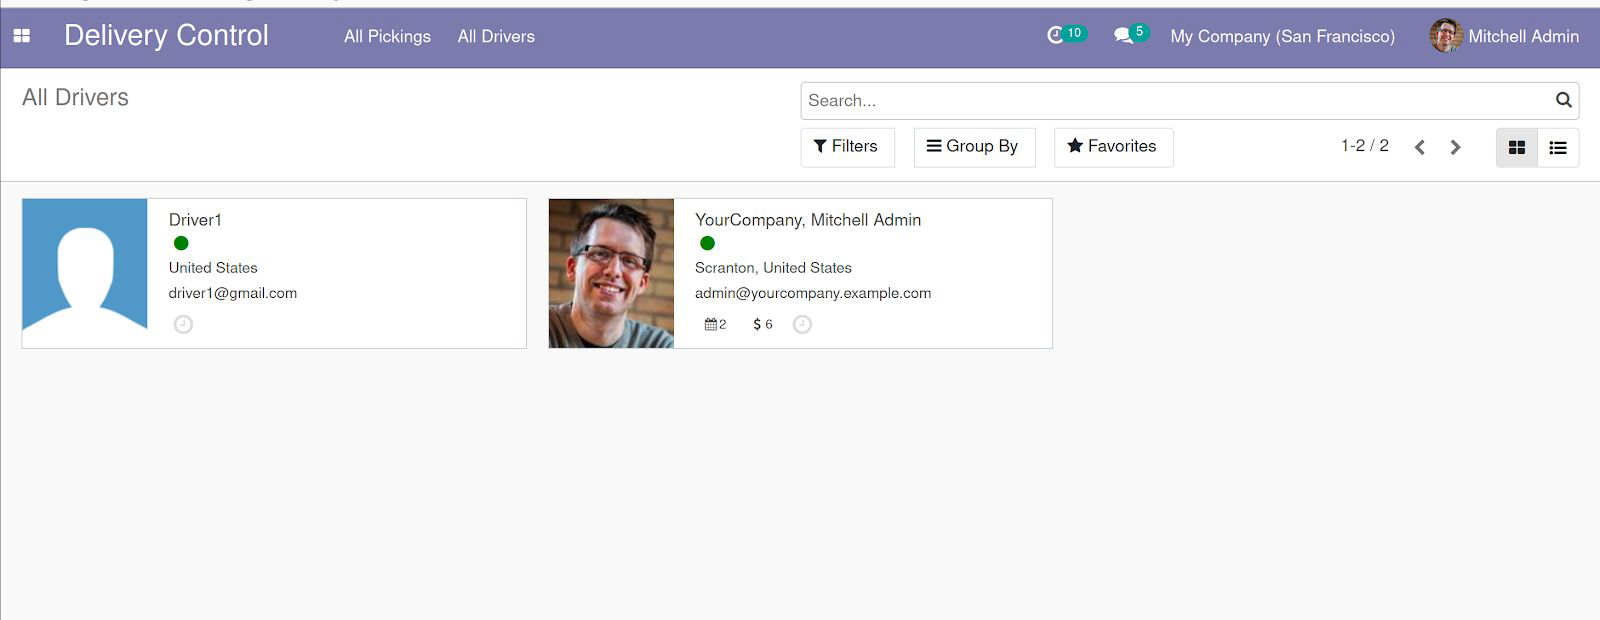 Delivery Control
All Pickings
All Drivers
10
5
My Company (San Francisco)
Mitchell Admin
All Drivers
Search...
Filters
Group By
Favorites
1-2 / 2
Driver1
United States
driver1@gmail.com
YourCompany, Mitchell Admin
Scranton, United States
admin@yourcompany.example.com
2
$ 6